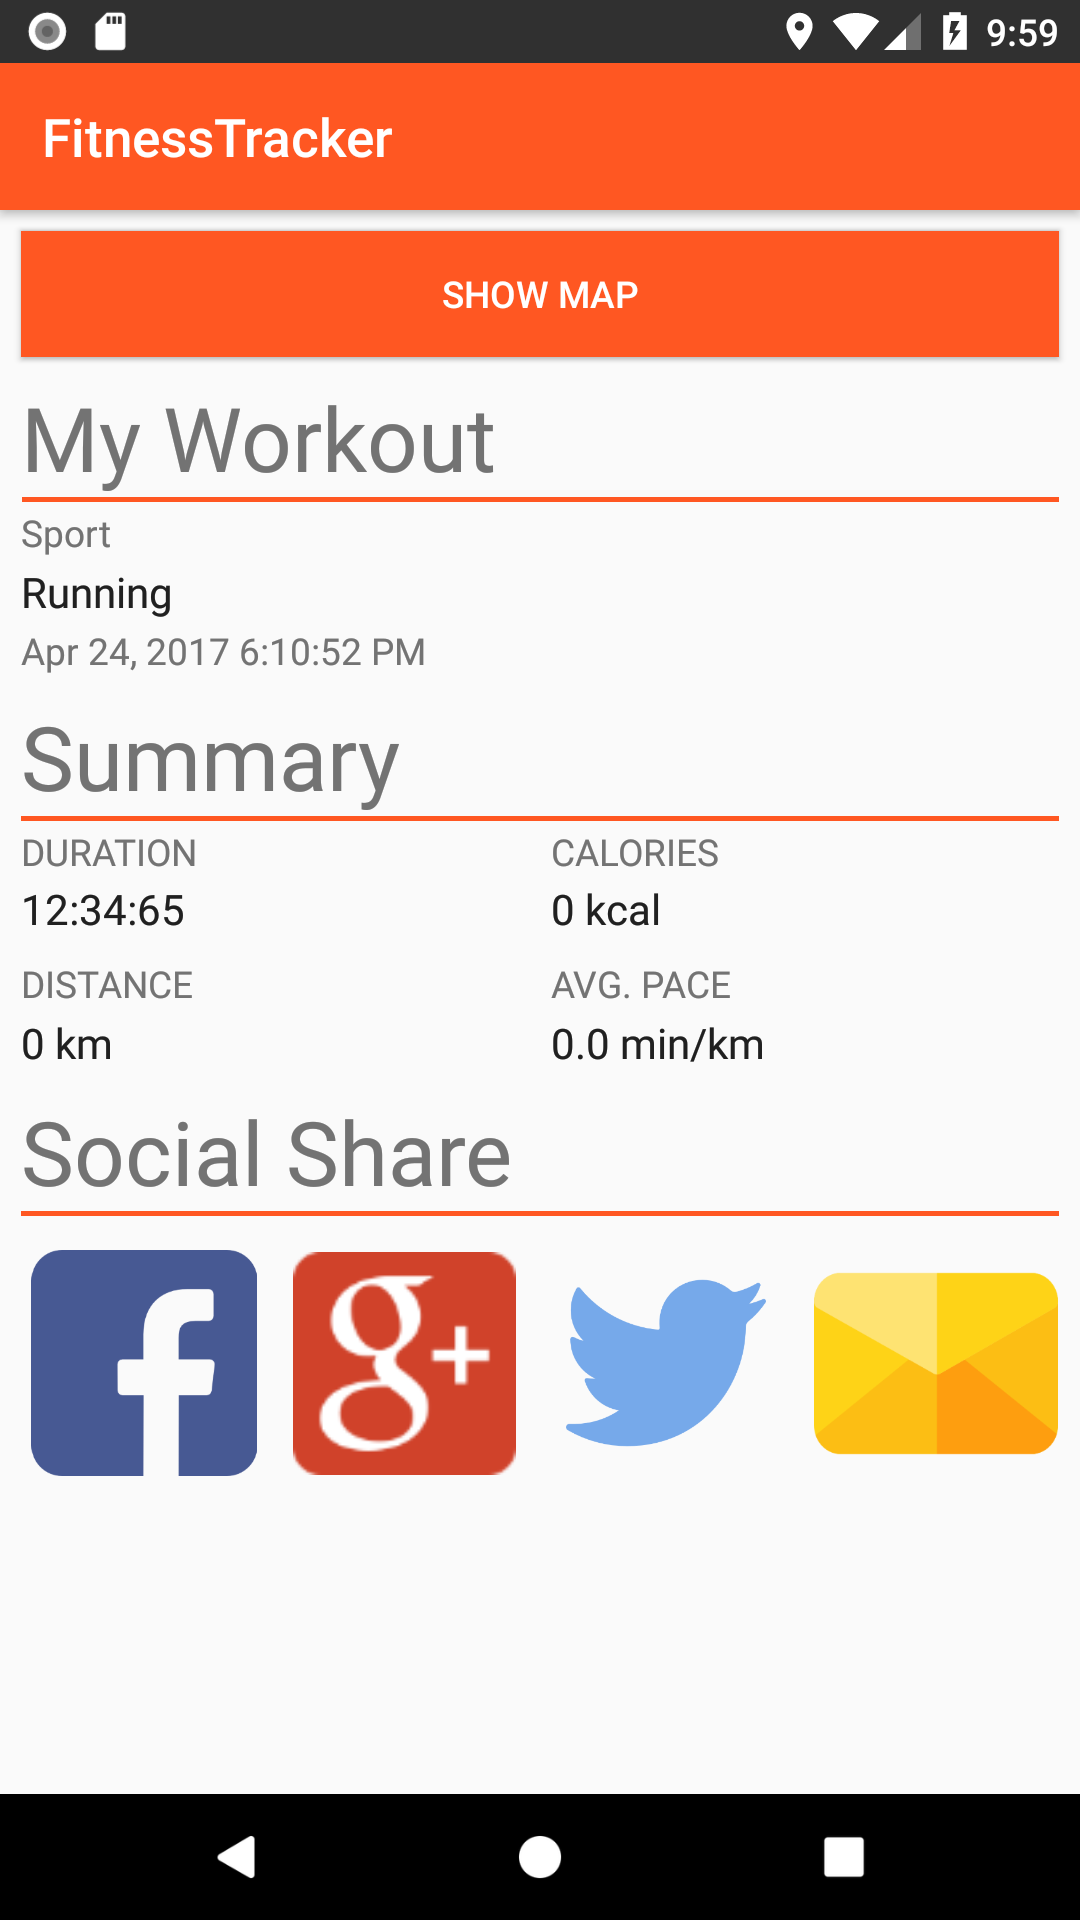 9:59
FitnessTracker
SHOW MAP
My Workout
Sport
Running
Apr 24, 2017 6:10:52 PM
Summary
DURATION
CALORIES
12:34:65
0 kcal
DISTANCE
AVG. PACE
0 km
0.0 min/km
Social Share
f
g+